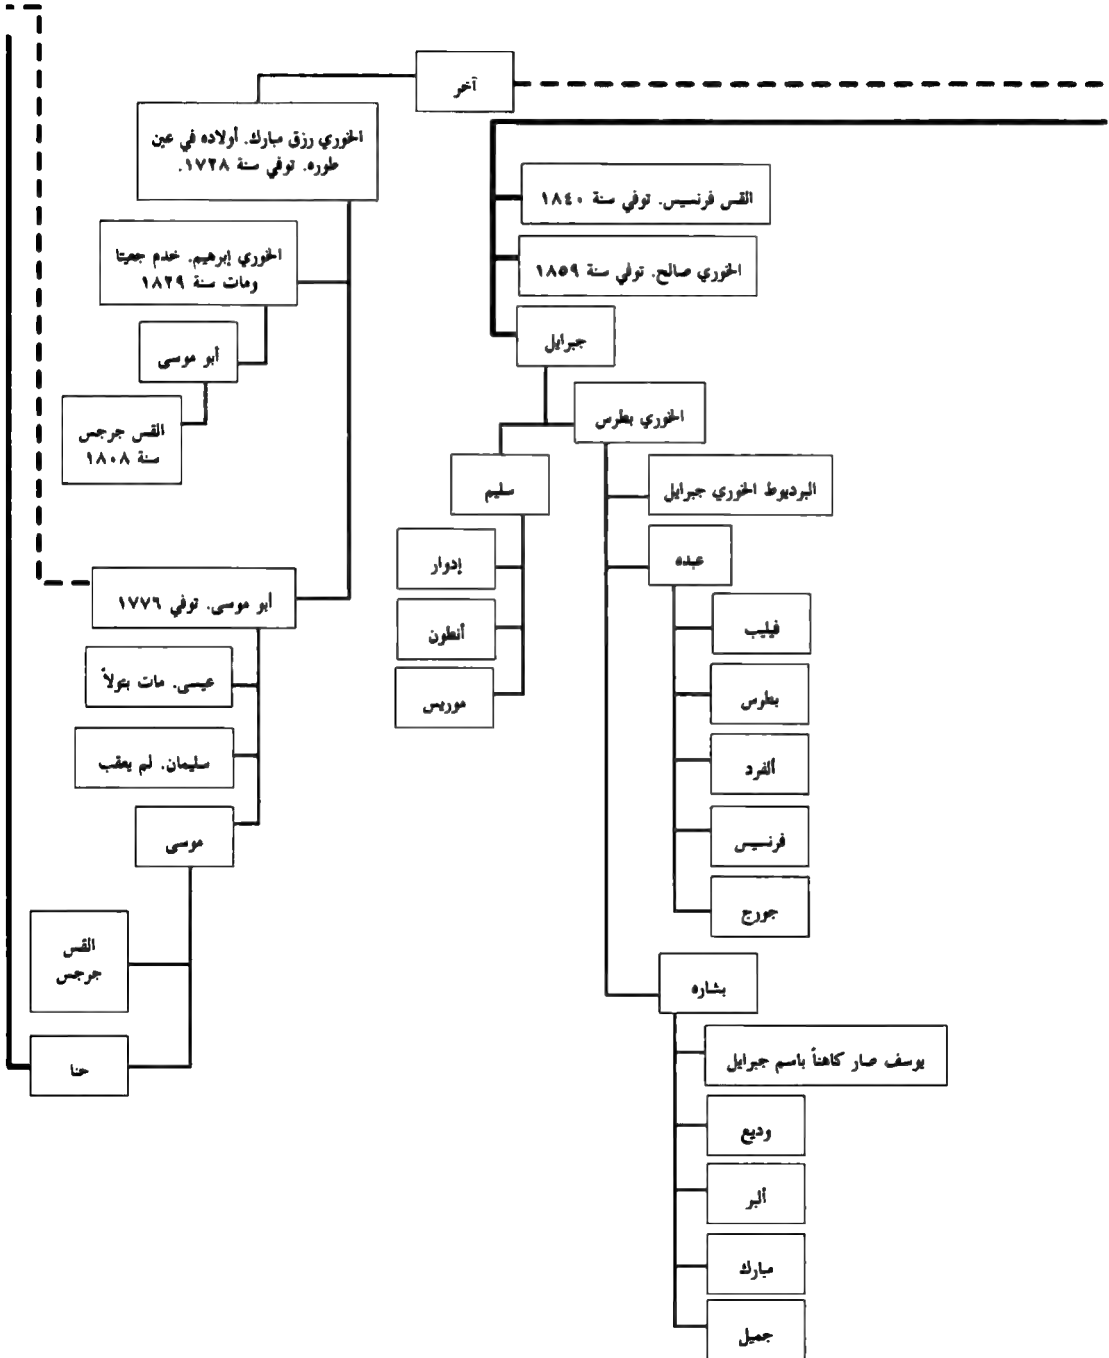 آخر
الخوري رزق مبارك. أولاده في عين
طوره. توفي سنة ١٧٢٨.
الخوري إبرهيم. خدم جعيتا
ومات سنة ١٨٢٩
أبو موسى
القس جرجس
سنة ١٨٠٨
أبو موسى. توفي ١٧٧٦
عيسى. مات بتولاً
سليمان. لم يعقب
موسى
القس
جرجس
حنا
القس فرنسيس. توفي سنة ١٨٤٠
الخوري صالح. توفي سنة ١٨٥٩
جبرايل
الخوري بطرس
سليم
إدوار
أنطون
موريس
البرديوط الخوري جبرايل
عبده
فيليب
بطرس
ألفرد
فرنسيس
جورج
بشاره
يوسف صار كاهناً باسم جبرايل
وديع
ألبر
مبارك
جميل